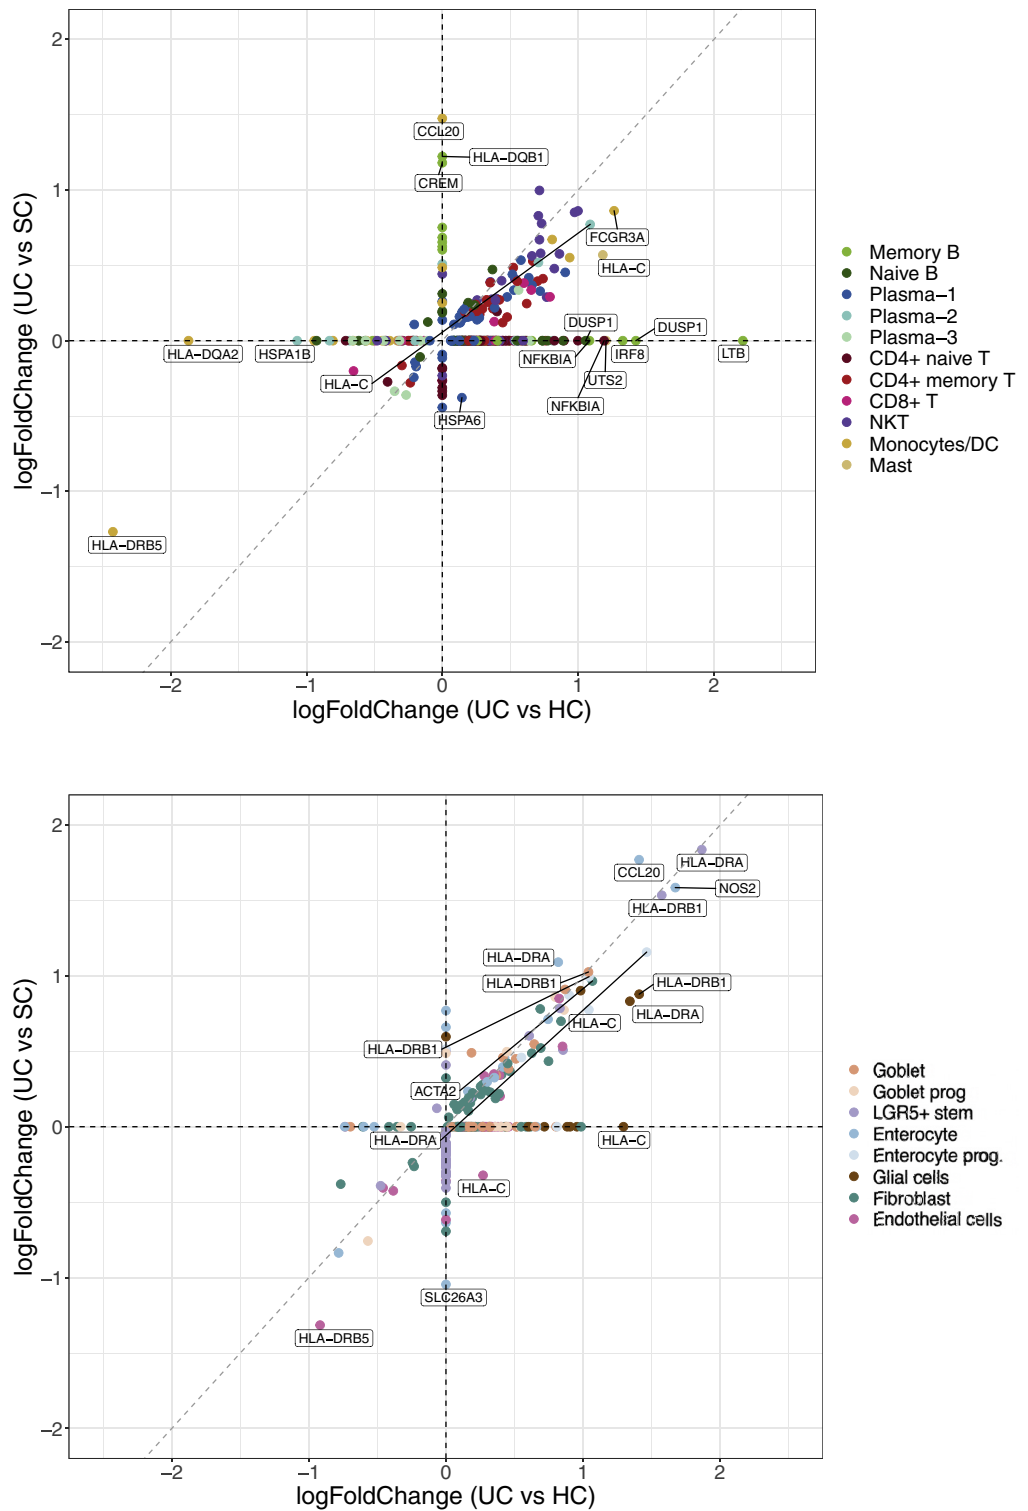 2
CCL20
HLA−DQB1
CREM
1
FCGR3A
HLA−C
DUSP1
DUSP1
0
HLA−DQA2
HSPA1B
NFKBIA
IRF8
LTB
HLA−C
UTS2
NFKBIA
HSPA6
−1
HLA−DRB5
−2
−2
−1
0
1
2
logFoldChange (UC vs HC)
logFoldChange (UC vs SC)
Memory B
Naive B
Plasma−1
Plasma−2
Plasma−3
CD4+ naive T
CD4+ memory T
CD8+ T
NKT
Monocytes/DC
Mast
2
CCL20
HLA−DRA
NOS2
HLA−DRB1
1
HLA−DRA
HLA−DRB1
HLA−DRB1
HLA−DRA
HLA−C
HLA−DRB1
ACTA2
0
HLA−DRA
HLA−C
HLA−C
−1
SLC26A3
HLA−DRB5
−2
−2
−1
0
1
2
logFoldChange (UC vs HC)
logFoldChange (UC vs SC)
Goblet
Goblet prog
LGR5+ stem
Enterocyte
Enterocyte prog.
Glial cells
Fibroblast
Endothelial cells